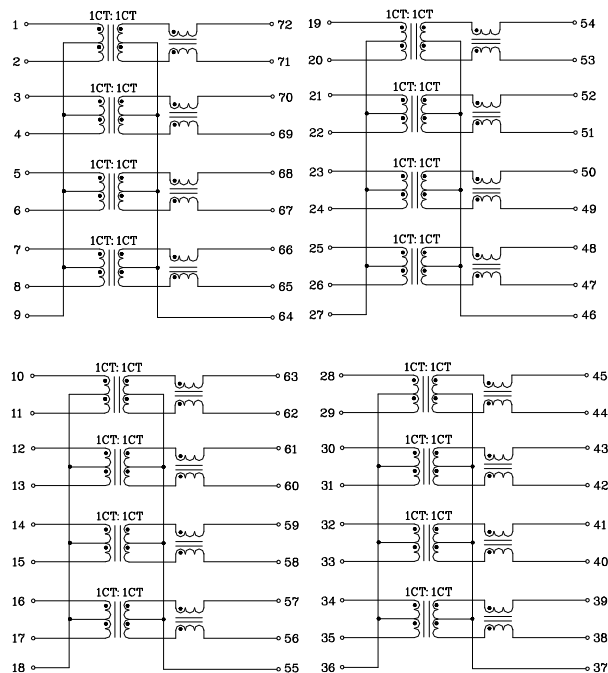 1CT: 1CT
1 72
2 71
1CT: 1CT
3 70
4 69
1CT: 1CT
5 68
6 67
1CT: 1CT
7 66
8 65
9 64
1CT: 1CT
19 54
20 53
1CT: 1CT
21 52
22 51
1CT: 1CT
23 50
24 49
1CT: 1CT
25 48
26 47
27 46
1CT: 1CT
10 63
11 62
1CT: 1CT
12 61
13 60
1CT: 1CT
14 59
15 58
1CT: 1CT
16 57
17 56
18 55
1CT: 1CT
28 45
29 44
1CT: 1CT
30 43
31 42
1CT: 1CT
32 41
33 40
1CT: 1CT
34 39
35 38
36 37